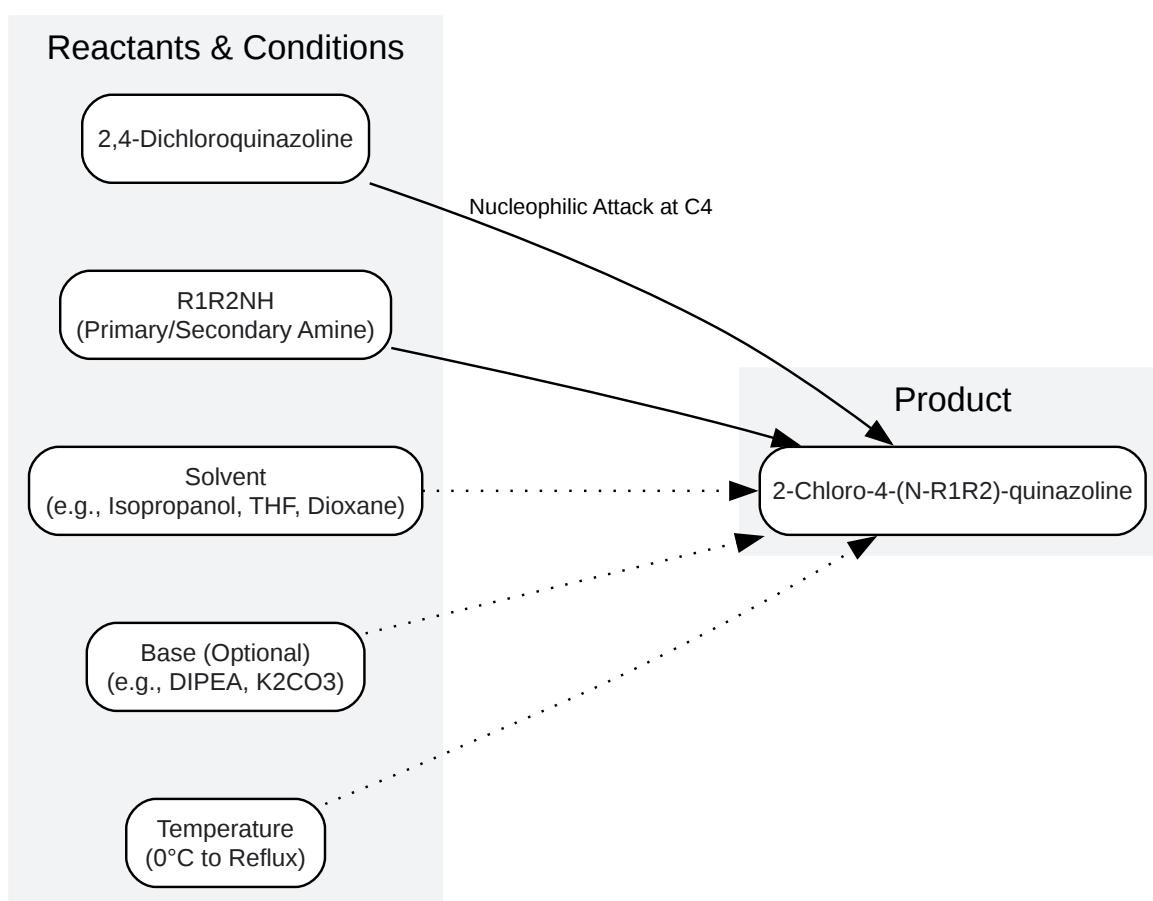 Reactants & Conditions
2,4-Dichloroquinazoline
Nucleophilic Attack at C4
R1R2NH
(Primary/Secondary Amine)
Product
Solvent
(e.g., Isopropanol, THF, Dioxane)
2-Chloro-4-(N-R1R2)-quinazoline
Base (Optional)
(e.g., DIPEA, K2CO3)
Temperature
(0°C to Reflux)